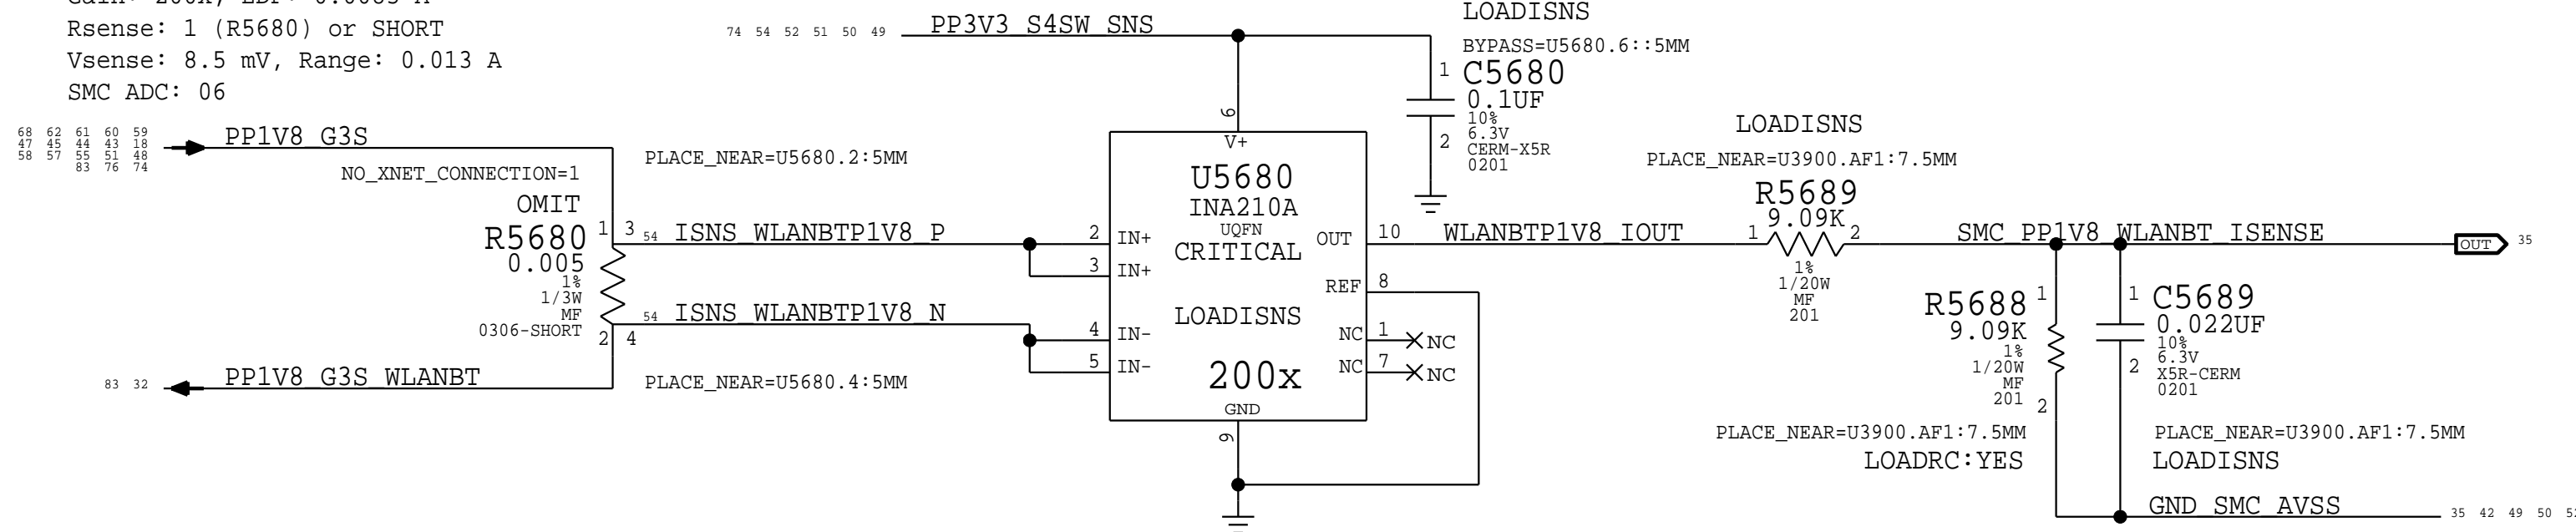 Rsense: 1 (R5680) or SHORT
Vsense: 8.5 mV, Range: 0.013 A
SMC ADC: 06
74 54 52 51 50 49
PP3V3_S4SW_SNS
LOADISNS
BYPASS=U5680.6::5MM
1
C5680
0.1UF
10%
6.3V
CERM-X5R
0201
2
68 62 61 60 59
47 45 44 43 18
58 57 55 51 48
83 76 74
PP1V8_G3S
PLACE_NEAR=U5680.2:5MM
NO_XNET_CONNECTION=1
OMIT
R5680
0.005
1%
1/3W
MF
0306-SHORT
1 3
2 4
54 ISNS_WLANBTP1V8_P
54 ISNS_WLANBTP1V8_N
83 32
PP1V8_G3S_WLANBT
PLACE_NEAR=U5680.4:5MM
6
V+
U5680
INA210A
UQFN
CRITICAL
LOADISNS
200x
GND
9
2 IN+
3 IN+
4 IN-
5 IN-
OUT 10
REF 8
NC 1 NC
NC 7 NC
WLANBTP1V8_IOUT
LOADISNS
PLACE_NEAR=U3900.AF1:7.5MM
R5689
9.09K
1 2
1%
1/20W
MF
201
SMC_PP1V8_WLANBT_ISENSE
OUT 35
R5688
9.09K
1%
1/20W
MF
201
1
2
PLACE_NEAR=U3900.AF1:7.5MM
LOADRC:YES
1
C5689
0.022UF
10%
6.3V
X5R-CERM
0201
2
PLACE_NEAR=U3900.AF1:7.5MM
LOADISNS
GND_SMC_AVSS
35 42 49 50